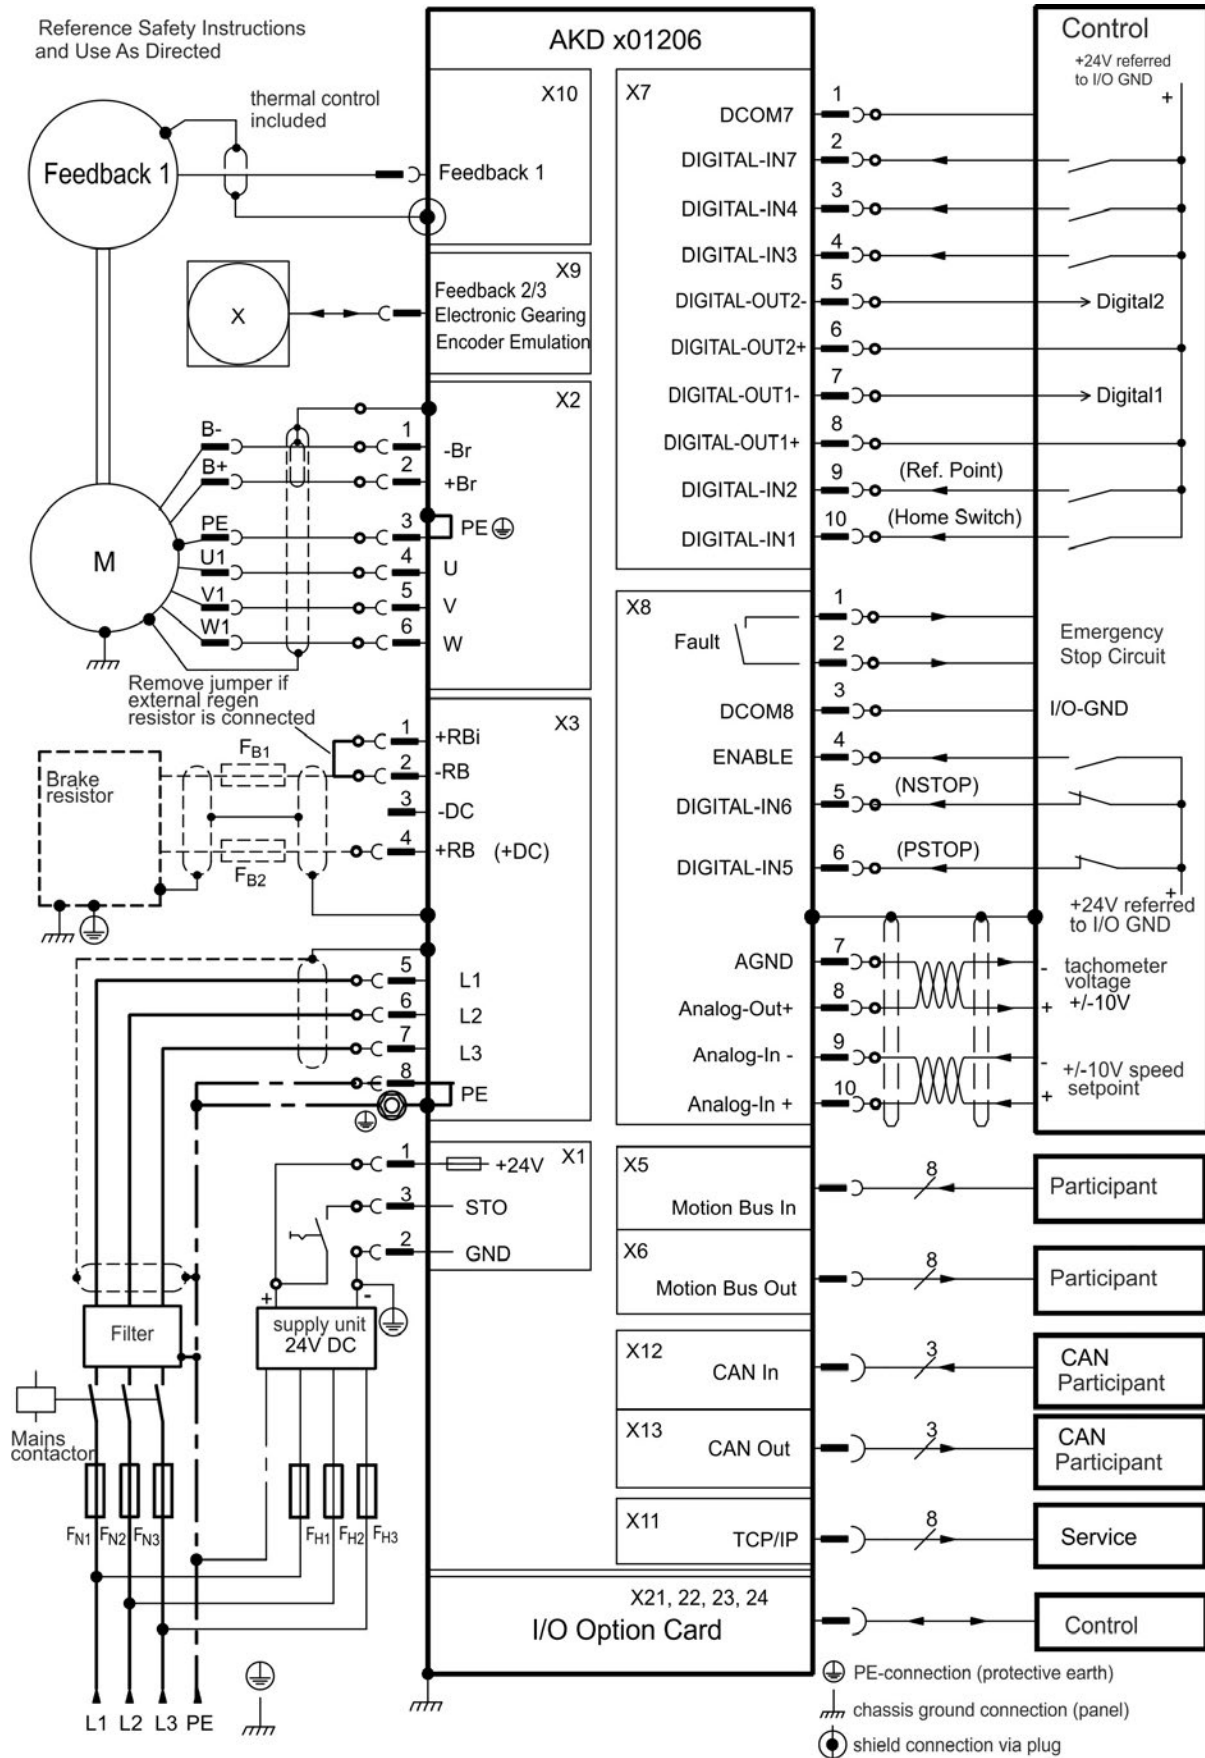 Reference Safety Instructions
and Use As Directed
AKD x01206
Control
+24V referred
to I/O GND
+
thermal control
included
Feedback 1
X10
Feedback 1
X
X9
Feedback 2/3
Electronic Gearing
Encoder Emulation
X2
B-
1
-Br
B+
2
+Br
PE
3
PE
M
U1
4
U
V1
5
V
W1
6
W
Remove jumper if
external regen
resistor is connected
X3
1
+RBi
FB1
2
-RB
Brake
resistor
3
-DC
4
+RB (+DC)
FB2
5
L1
6
L2
7
L3
8
PE
X1
1
+24V
3
STO
2
GND
+
-
supply unit
24V DC
Filter
Mains
contactor
FN1
FN2
FN3
FH1
FH2
FH3
L1
L2
L3
PE
X7
DCOM7
1
DIGITAL-IN7
2
DIGITAL-IN4
3
DIGITAL-IN3
4
DIGITAL-OUT2-
5
Digital2
DIGITAL-OUT2+
6
DIGITAL-OUT1-
7
Digital1
DIGITAL-OUT1+
8
DIGITAL-IN2
9
(Ref. Point)
DIGITAL-IN1
10
(Home Switch)
X8
Fault
1
2
Emergency
Stop Circuit
DCOM8
3
I/O-GND
ENABLE
4
DIGITAL-IN6
5
(NSTOP)
DIGITAL-IN5
6
(PSTOP)
+
+24V referred
to I/O GND
AGND
7
-
tachometer
voltage
+/-10V
Analog-Out+
8
+
Analog-In -
9
-
+/-10V speed
setpoint
Analog-In +
10
+
X5
Motion Bus In
8
Participant
X6
Motion Bus Out
8
Participant
X12
CAN In
3
CAN
Participant
X13
CAN Out
3
CAN
Participant
X11
TCP/IP
8
Service
X21, 22, 23, 24
I/O Option Card
Control
PE-connection (protective earth)
chassis ground connection (panel)
shield connection via plug